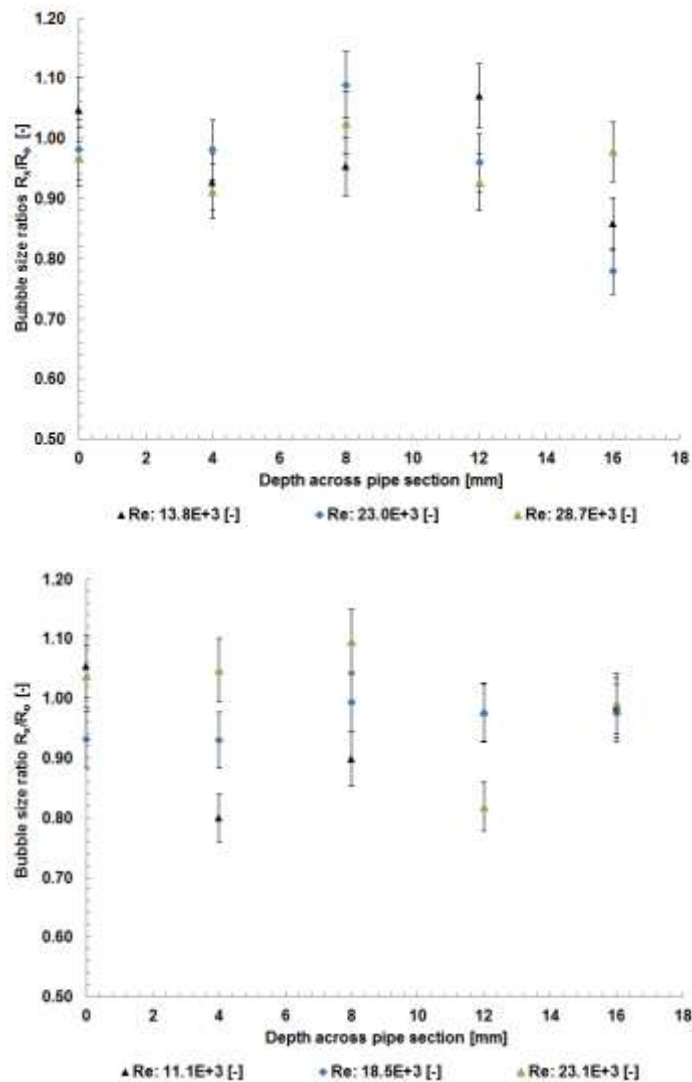 1.20
1.10
1.00
0.90
0.80
0.70
0.60
0.50
Bubble size ratios Rₓ/Rₒ [-]
0 2 4 6 8 10 12 14 16 18
Depth across pipe section [mm]
▲Re: 13.8E+3 [-] ◆Re: 23.0E+3 [-] ▲Re: 28.7E+3 [-]
1.20
1.10
1.00
0.90
0.80
0.70
0.60
0.50
Bubble size ratio Rₓ/Rₒ [-]
0 2 4 6 8 10 12 14 16 18
Depth across pipe section [mm]
▲Re: 11.1E+3 [-] ◆Re: 18.5E+3 [-] ▲Re: 23.1E+3 [-]